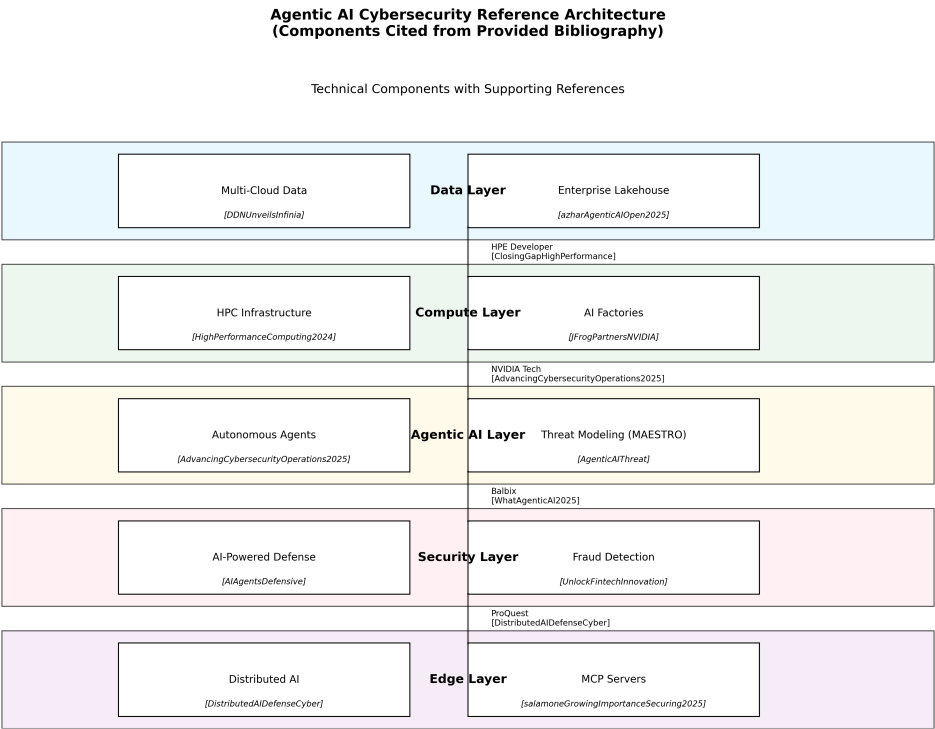 Agentic AI Cybersecurity Reference Architecture
(Components Cited from Provided Bibliography)
Technical Components with Supporting References
Multi-Cloud Data
[DDNUnveilsInfinia]
Data Layer
Enterprise Lakehouse
[azharAgenticAIOpen2025]
HPE Developer
[ClosingGapHighPerformance]
HPC Infrastructure
[HighPerformanceComputing2024]
Compute Layer
AI Factories
[JFrogPartnersNVIDIA]
NVIDIA Tech
[AdvancingCybersecurityOperations2025]
Autonomous Agents
[AdvancingCybersecurityOperations2025]
Agentic AI Layer
Threat Modeling (MAESTRO)
[AgenticAIThreat]
Balbix
[WhatAgenticAI2025]
AI-Powered Defense
[AIAgentsDefensive]
Security Layer
Fraud Detection
[UnlockFintechInnovation]
ProQuest
[DistributedAIDefenseCyber]
Distributed AI
[DistributedAIDefenseCyber]
Edge Layer
MCP Servers
[salamoneGrowingImportanceSecuring2025]